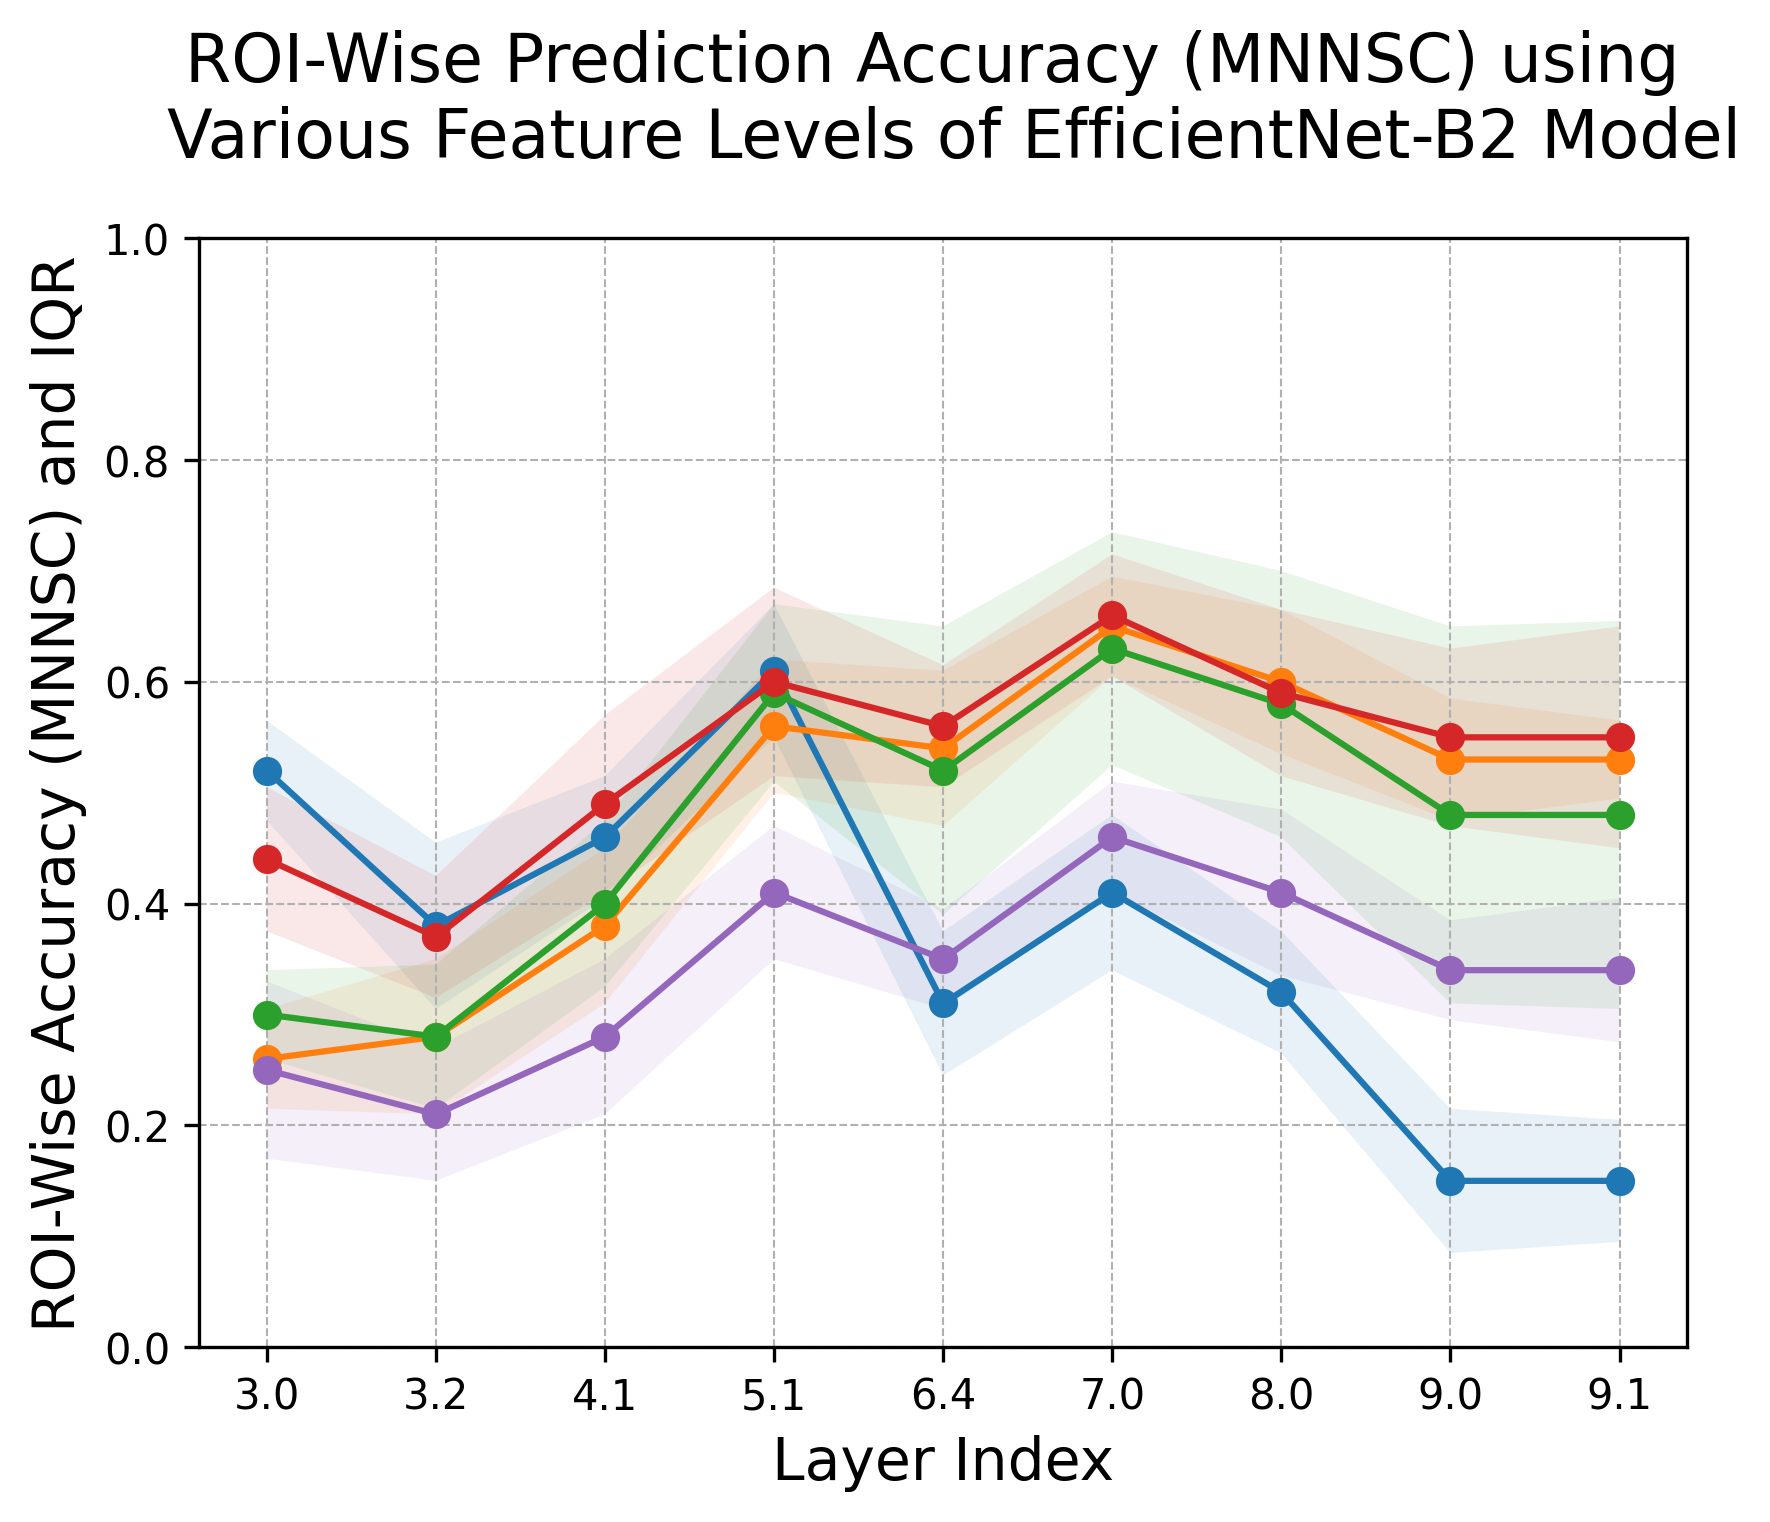 ROI-Wise Prediction Accuracy (MNNSC) using
Various Feature Levels of EfficientNet-B2 Model
ROI-Wise Accuracy (MNNSC) and IQR
1.0
0.8
0.6
0.4
0.2
0.0
3.0 3.2 4.1 5.1 6.4 7.0 8.0 9.0 9.1
Layer Index